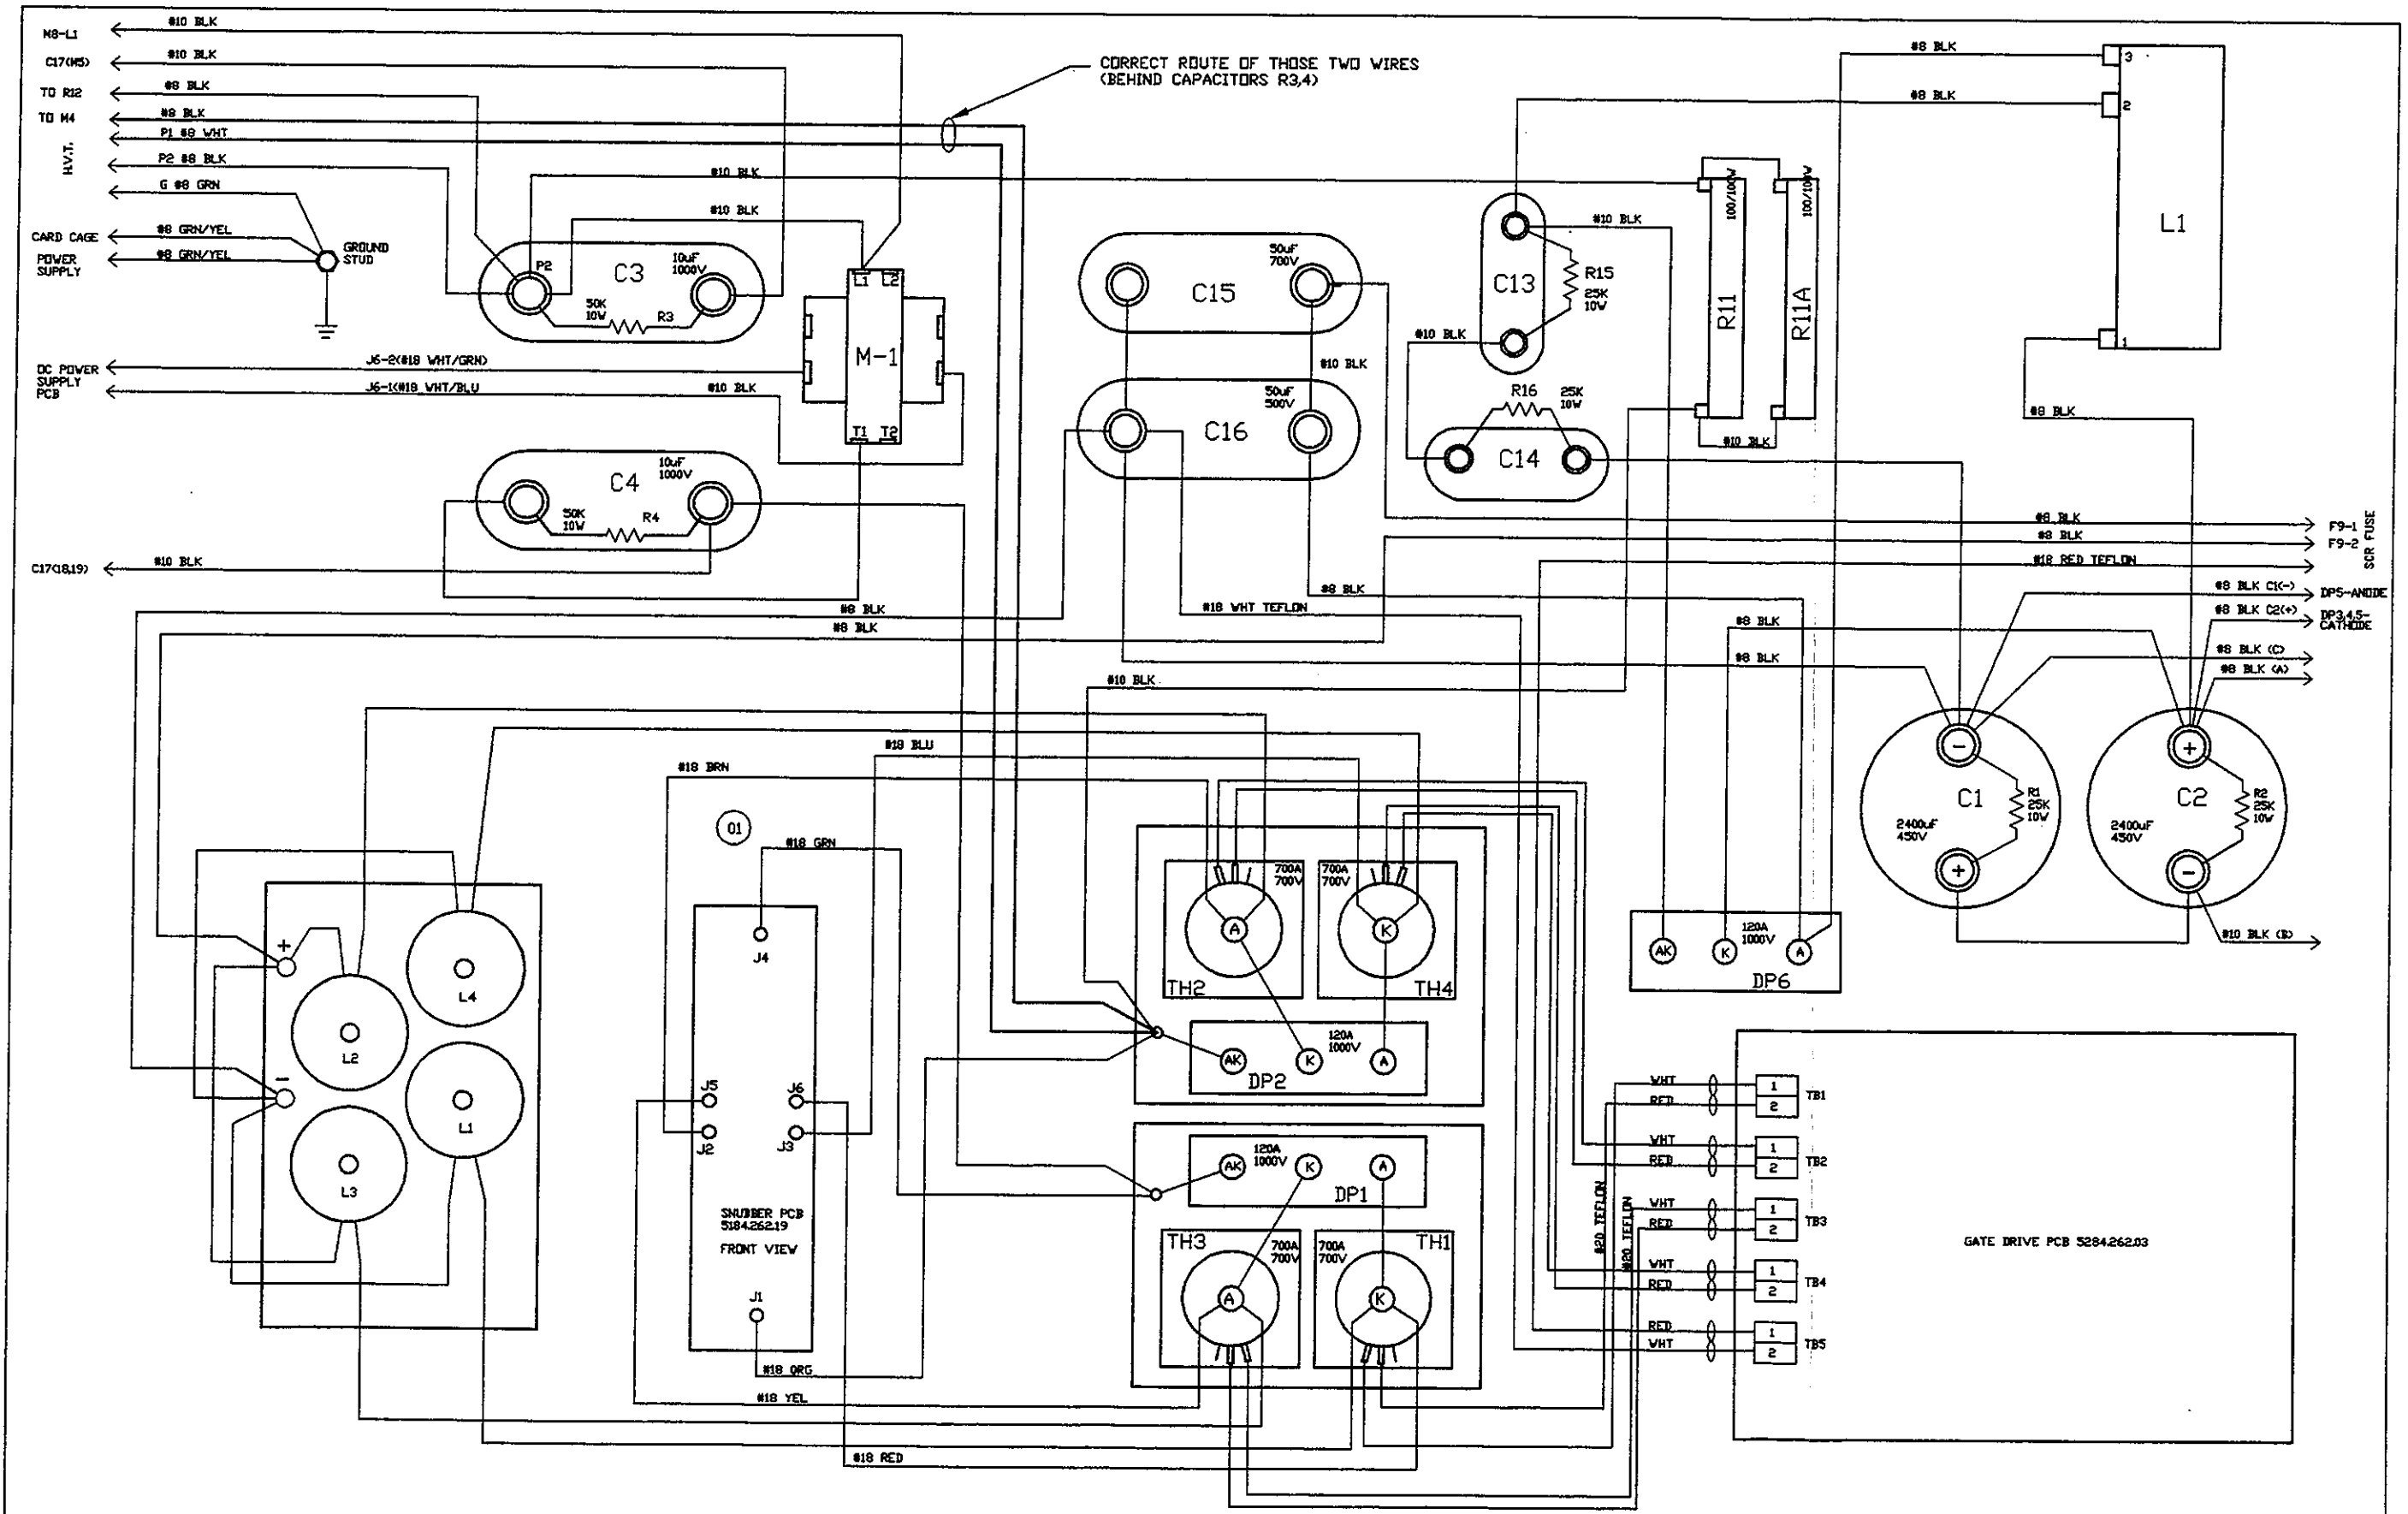 #10 BLK
M8-L1
C17(M5)
#10 BLK
TO R12
#8 BLK
TO M4
#8 BLK
P1 #8 WHT
H.V.T.
P2 #8 BLK
G #8 GRN
CARD CAGE
#8 GRN/YEL
POWER
SUPPLY
#8 GRN/YEL
GROUND
STUD
CORRECT ROUTE OF THOSE TWO WIRES
(BEHIND CAPACITORS R3,4)
#10 BLK
#10 BLK
P2
C3
10uF
1000V
50K
10W
R3
L1 L2
M-1
T1 T2
DC POWER
SUPPLY
PCB
J6-2(#18 WHT/GRN)
J6-1(#18 WHT/BLU
#10 BLK
C4
10uF
1000V
50K
10W
R4
C17(18,19)
#10 BLK
50uF
700V
C15
#10 BLK
50uF
500V
C16
#8 BLK
#8 BLK
3
2
1
L1
#10 BLK
C13
R15
25K
10W
#10 BLK
R16
25K
10W
C14
100/100W
R11
100/100W
R11A
#10 BLK
#8 BLK
#8 BLK
F9-1
#8 BLK
F9-2
SCR FUSE
#18 RED TEFLON
#8 BLK C1(-)
DP5-ANODE
#8 BLK C2(+)
DP3,4,5-
CATHODE
#8 BLK (C)
#8 BLK (A)
#8 BLK
#8 BLK
#18 WHT TEFLON
#8 BLK
#8 BLK
#8 BLK
#10 BLK
-
C1
R1
25K
10W
2400uF
450V
+
+
C2
R2
25K
10W
2400uF
450V
-
#10 BLK (B)
#18 BLU
#18 BRN
01
#18 GRN
+
L4
L2
-
L1
L3
J4
J5
J6
J2
J3
SNUBBER PCB
5184.262.19
FRONT VIEW
J1
#18 ORG
#18 YEL
#18 RED
700A
700V
A
TH2
700A
700V
K
TH4
120A
1000V
AK
K
A
DP2
120A
1000V
AK
K
A
DP1
TH3
700A
700V
A
700A
700V
TH1
K
120A
1000V
AK
K
A
DP6
#20 TEFLON
#20 TEFLON
WHT 1
RED 2
TB1
WHT 1
RED 2
TB2
WHT 1
RED 2
TB3
WHT 1
RED 2
TB4
RED 1
WHT 2
TB5
GATE DRIVE PCB 5284.262.03